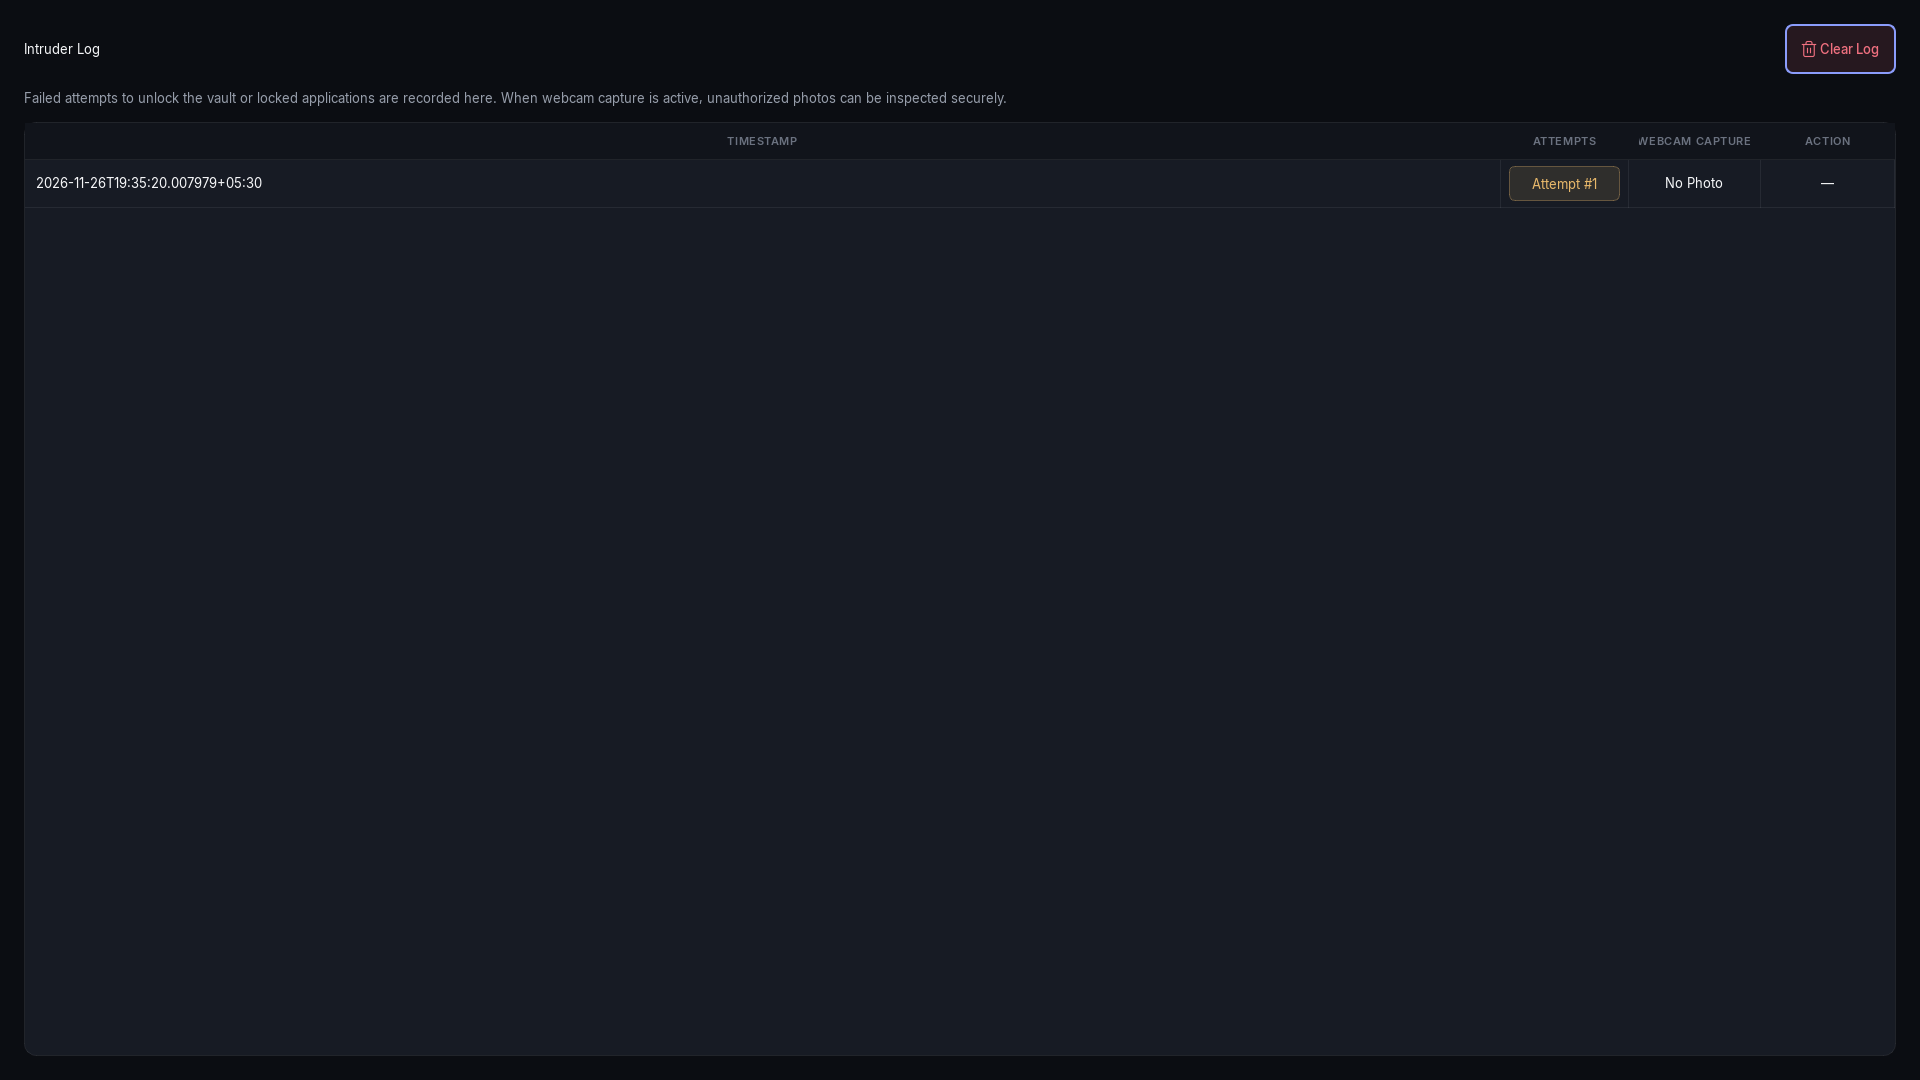 Intruder Log
Clear Log
Failed attempts to unlock the vault or locked applications are recorded here. When webcam capture is active, unauthorized photos can be inspected securely.
TIMESTAMP ATTEMPTS WEBCAM CAPTURE ACTION
2026-11-26T19:35:20.007979+05:30 Attempt #1 No Photo —